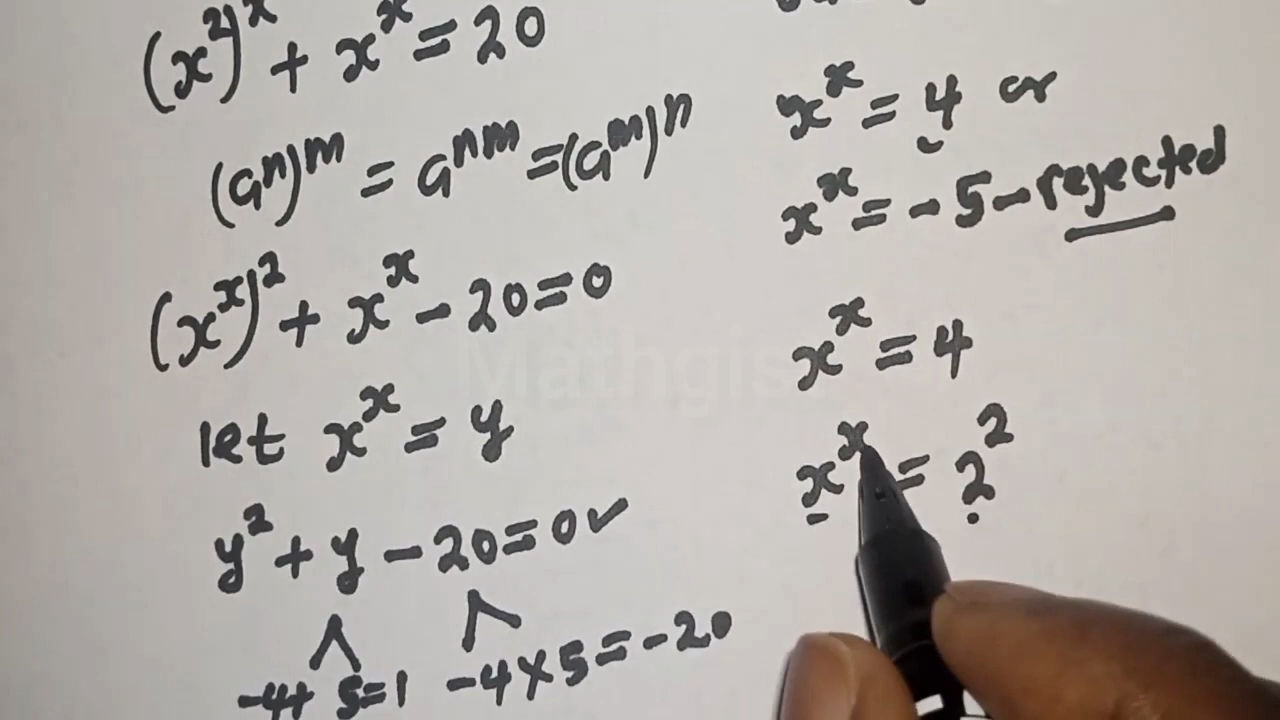 (x²)ˣ + xˣ = 20
(aⁿ)ᵐ = aⁿᵐ = (aᵐ)ⁿ
(xˣ)² + xˣ - 20 = 0
let xˣ = y
y² + y - 20 = 0 ✓
-4 + 5 = 1 -4 × 5 = -20
xˣ = 4 or
xˣ = -5 - rejected
xˣ = 4
xˣ = 2²
Mathgis